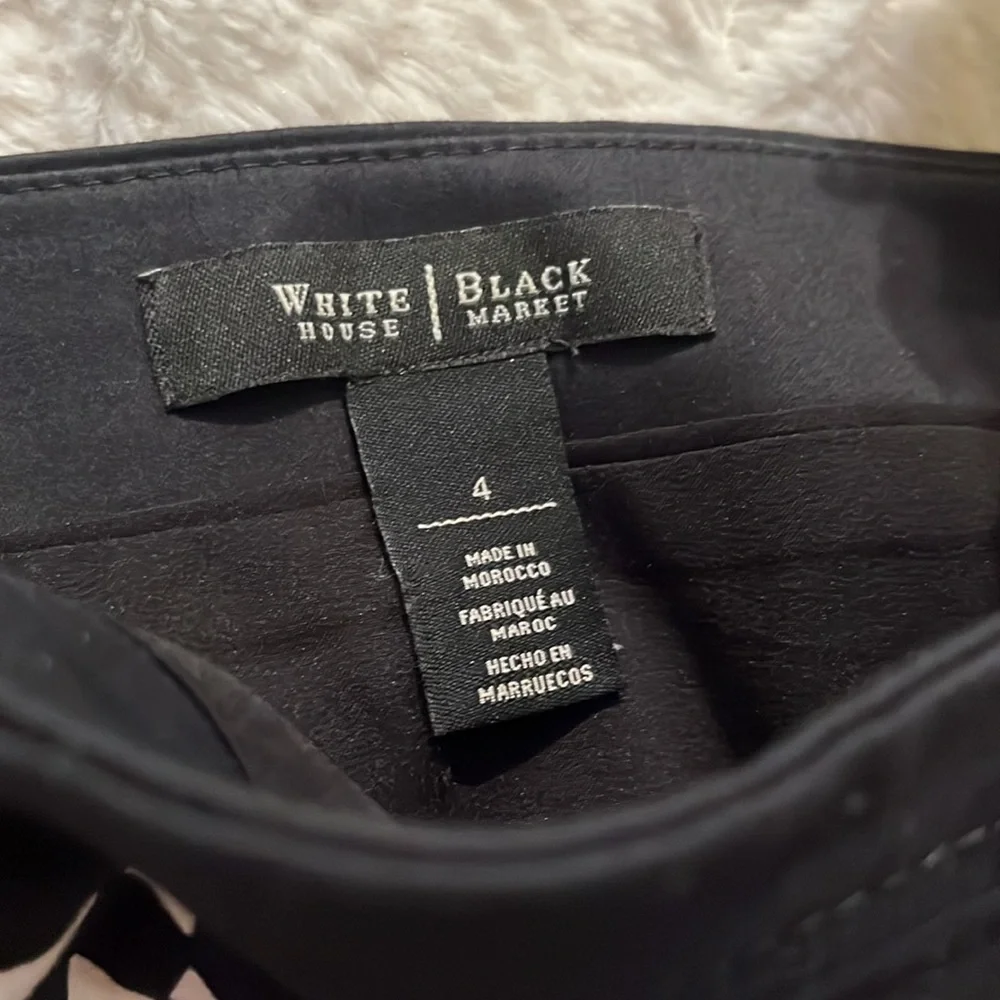 WHITE | BLACK
HOUSE | MARKET
4
MADE IN
MOROCCO
FABRIQUÉ AU
MAROC
HECHO EN
MARRUECOS